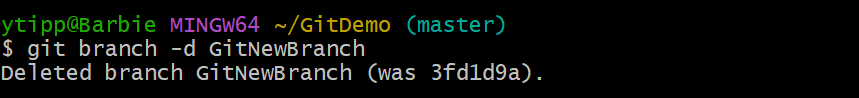 ytipp@Barbie MINGW64 ~/GitDemo (master)
$ git branch -d GitNewBranch
Deleted branch GitNewBranch (was 3fd1d9a).